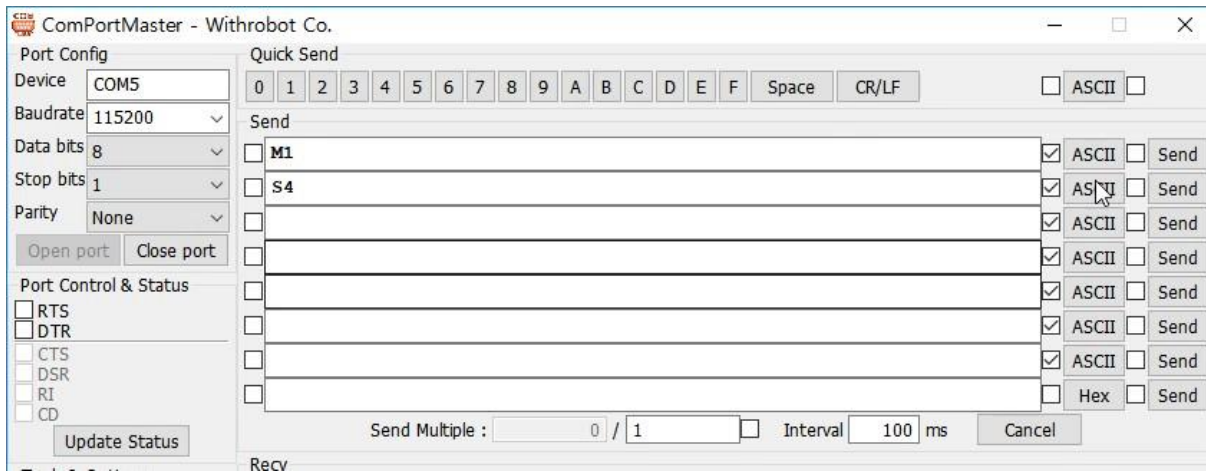 ComPortMaster - Withrobot Co.
Port Config
Device COM5
Baudrate 115200
Data bits 8
Stop bits 1
Parity None
Open port Close port
Port Control & Status
RTS
DTR
CTS
DSR
RI
CD
Update Status
Quick Send
0 1 2 3 4 5 6 7 8 9 A B C D E F Space CR/LF ASCII
Send
M1 ASCII Send
S4 ASCII Send
ASCII Send
ASCII Send
ASCII Send
ASCII Send
ASCII Send
Hex Send
Send Multiple : 0 / 1 Interval 100 ms Cancel
Recv